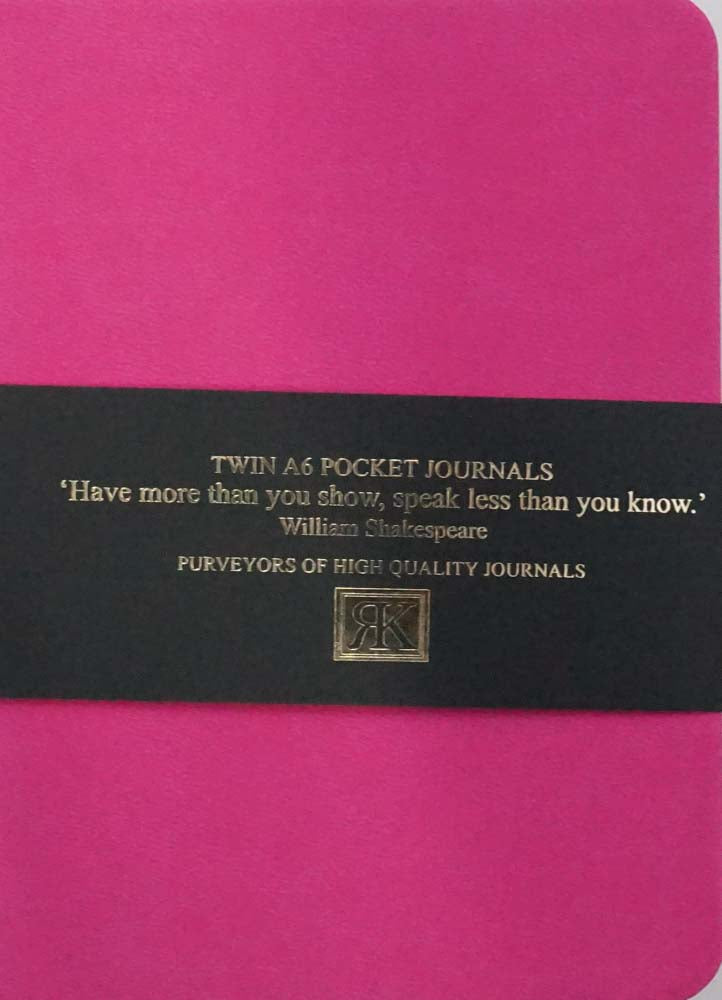 TWIN A6 POCKET JOURNALS
‘Have more than you show, speak less than you know.’
William Shakespeare
PURVEYORS OF HIGH QUALITY JOURNALS
RK